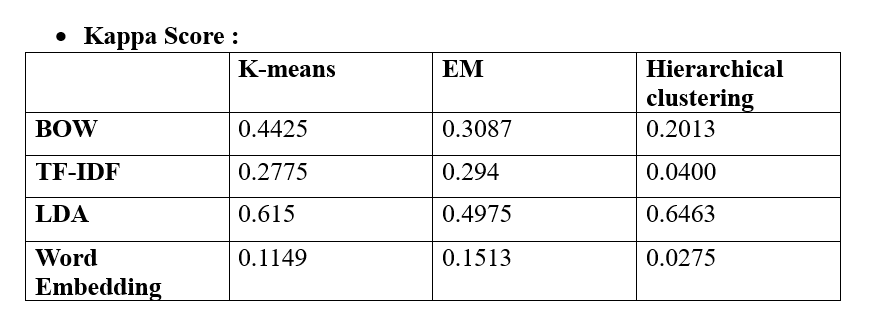 • Kappa Score :
K-means EM Hierarchical
clustering
BOW 0.4425 0.3087 0.2013
TF-IDF 0.2775 0.294 0.0400
LDA 0.615 0.4975 0.6463
Word 0.1149 0.1513 0.0275
Embedding